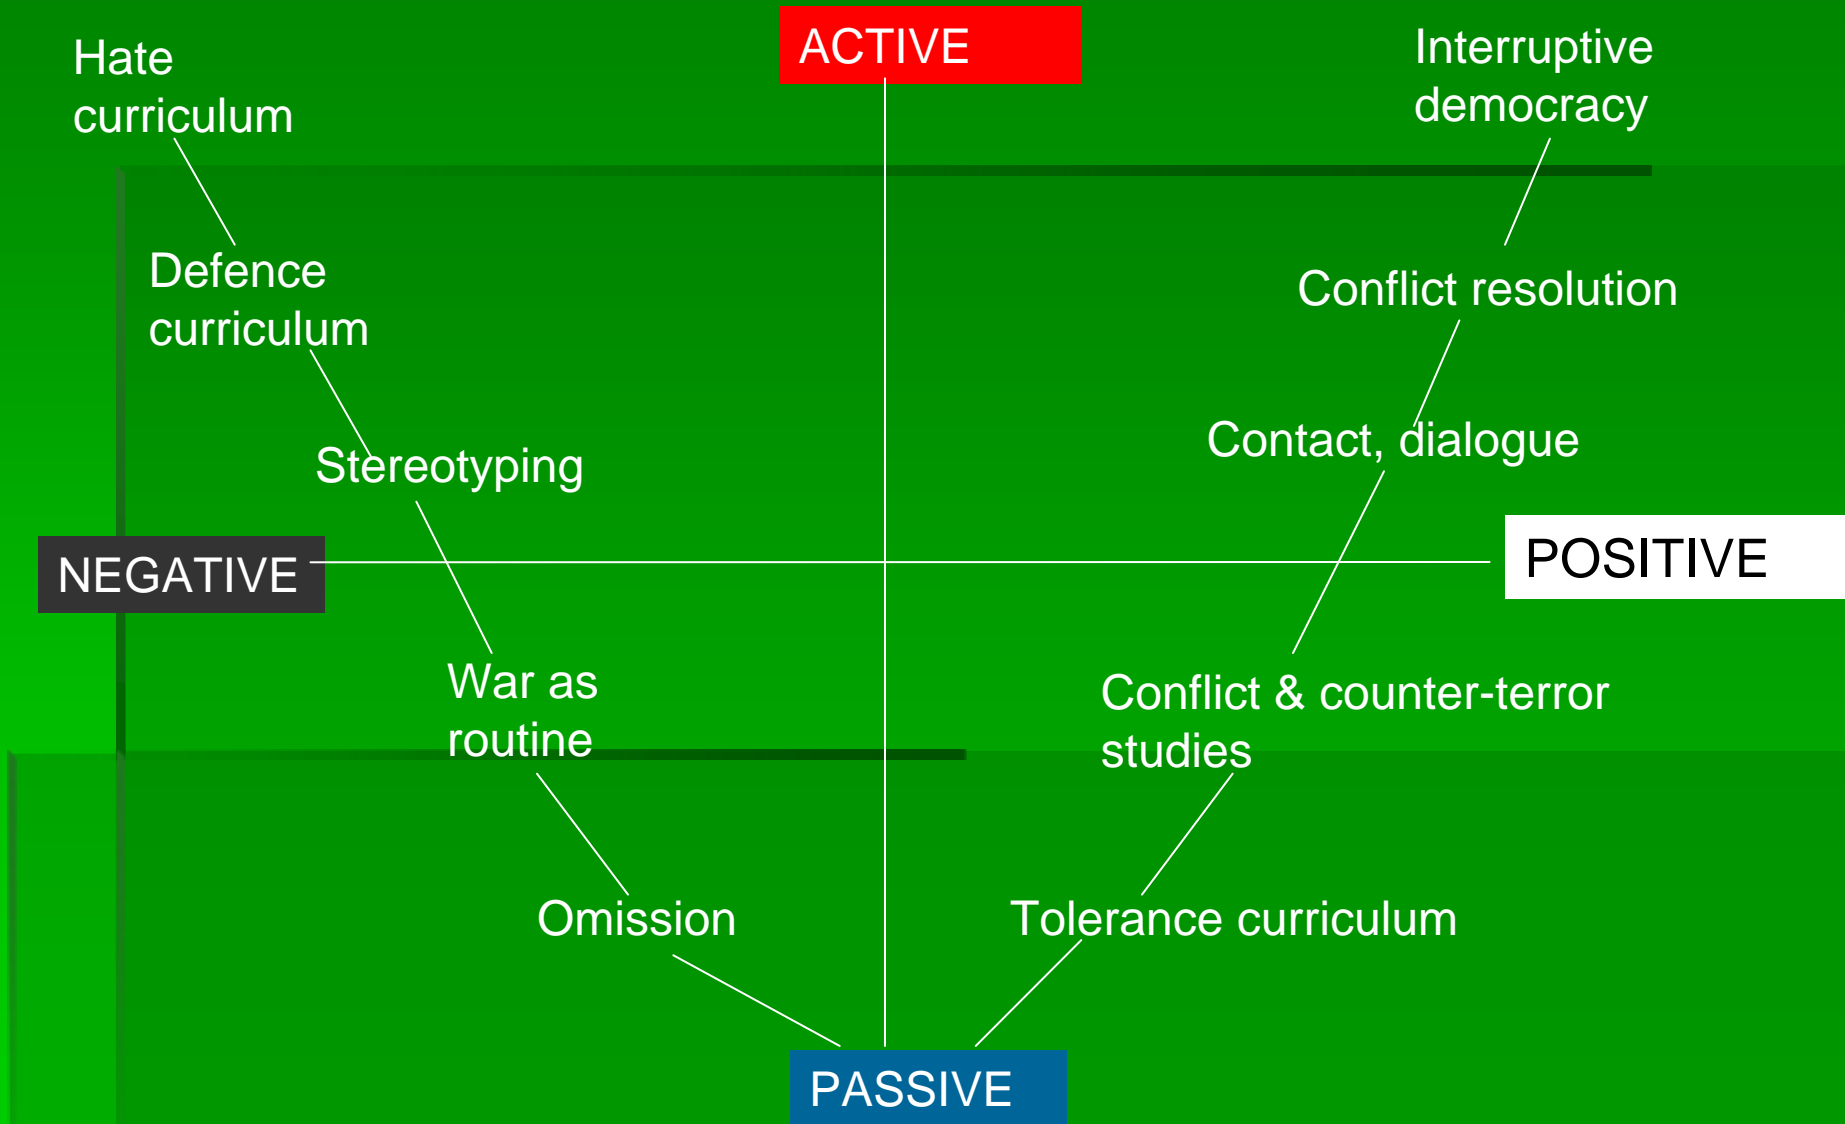 ACTIVE
Hate
curriculum
Interruptive
democracy
Defence
curriculum
Conflict resolution
Stereotyping
Contact, dialogue
NEGATIVE
POSITIVE
War as
routine
Conflict & counter-terror
studies
Omission
Tolerance curriculum
PASSIVE